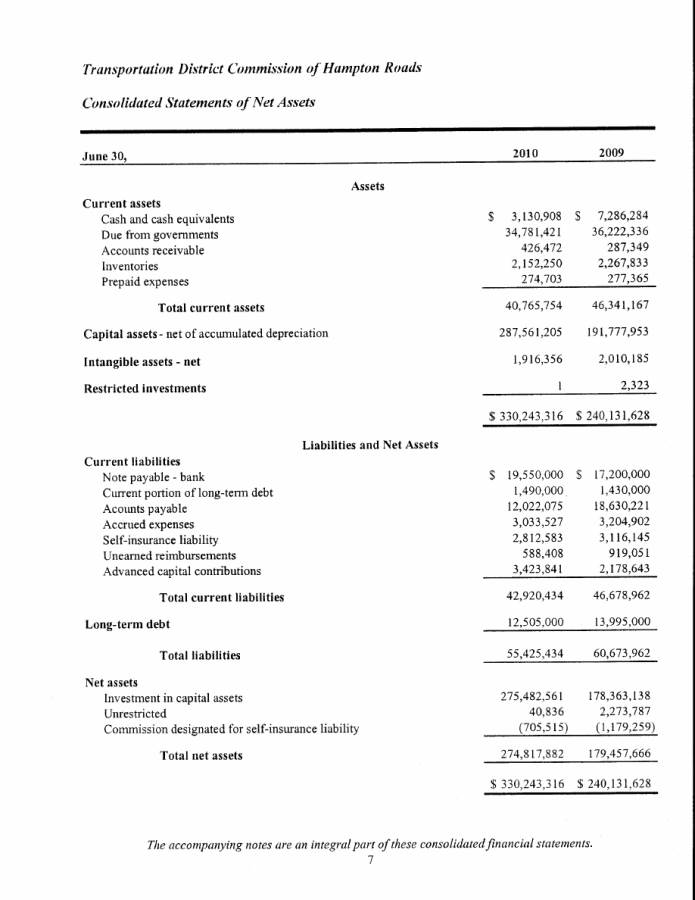 Transportation District Commission of Hampton Roads
Consolidated Statements of Net Assets
June 30, 2010 2009
Assets
Current assets
Cash and cash equivalents $ 3,130,908 $ 7,286,284
Due from governments 34,781,421 36,222,336
Accounts receivable 426,472 287,349
Inventories 2,152,250 2,267,833
Prepaid expenses 274,703 277,365
Total current assets 40,765,754 46,341,167
Capital assets - net of accumulated depreciation 287,561,205 191,777,953
Intangible assets - net 1,916,356 2,010,185
Restricted investments 1 2,323
$ 330,243,316 $ 240,131,628
Liabilities and Net Assets
Current liabilities
Note payable - bank $ 19,550,000 $ 17,200,000
Current portion of long-term debt 1,490,000 1,430,000
Acounts payable 12,022,075 18,630,221
Accrued expenses 3,033,527 3,204,902
Self-insurance liability 2,812,583 3,116,145
Unearned reimbursements 588,408 919,051
Advanced capital contributions 3,423,841 2,178,643
Total current liabilities 42,920,434 46,678,962
Long-term debt 12,505,000 13,995,000
Total liabilities 55,425,434 60,673,962
Net assets
Investment in capital assets 275,482,561 178,363,138
Unrestricted 40,836 2,273,787
Commission designated for self-insurance liability (705,515) (1,179,259)
Total net assets 274,817,882 179,457,666
$ 330,243,316 $ 240,131,628
The accompanying notes are an integral part of these consolidated financial statements.
7